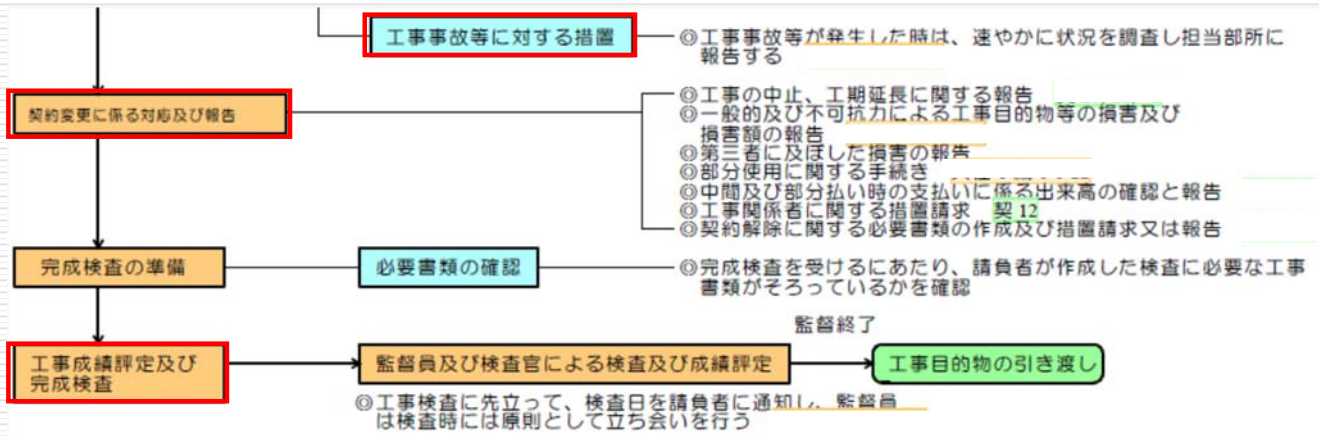 工事事故等に対する措置
◎工事事故等が発生した時は、速やかに状況を調査し担当部所に
報告する
契約変更に係る対応及び報告
◎工事の中止、工期延長に関する報告
◎一般的及び不可抗力による工事目的物等の損害及び
損害額の報告
◎第三者に及ぼした損害の報告
◎部分使用に関する手続き
◎中間及び部分払い時の支払いに係る出来高の確認と報告
◎工事関係者に関する措置請求 契 12
◎契約解除に関する必要書類の作成及び措置請求又は報告
完成検査の準備
必要書類の確認
◎完成検査を受けるにあたり、請負者が作成した検査に必要な工事
書類がそろっているかを確認
監督終了
工事成績評定及び
完成検査
監督員及び検査官による検査及び成績評定
工事目的物の引き渡し
◎工事検査に先立って、検査日を請負者に通知し、監督員
は検査時には原則として立ち会いを行う